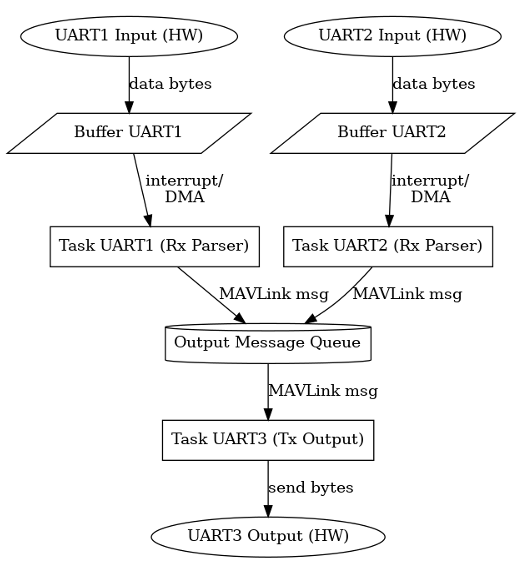 UART1 Input (HW)
UART2 Input (HW)
data bytes
data bytes
Buffer UART1
Buffer UART2
interrupt/
DMA
interrupt/
DMA
Task UART1 (Rx Parser)
Task UART2 (Rx Parser)
MAVLink msg
MAVLink msg
Output Message Queue
MAVLink msg
Task UART3 (Tx Output)
send bytes
UART3 Output (HW)